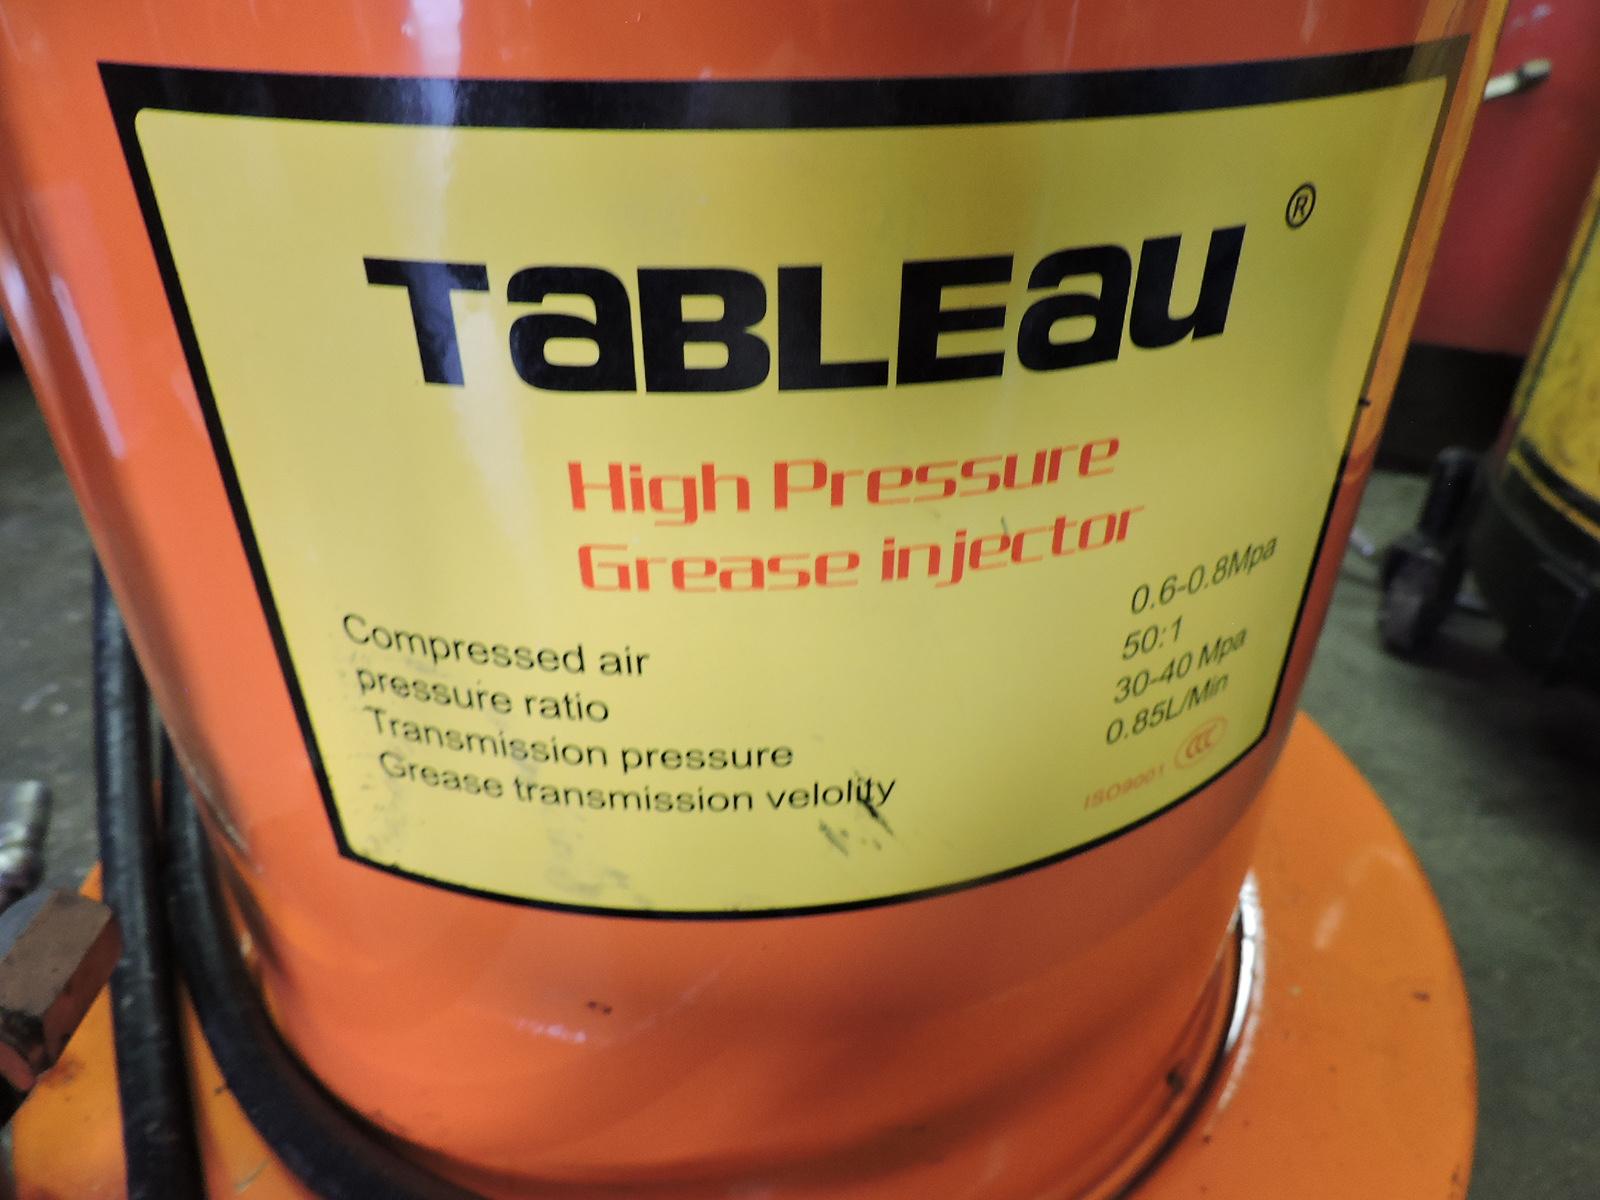 TaBLEau ®
High Pressure
Grease injector
Compressed air 0.6-0.8Mpa
pressure ratio 50:1
Transmission pressure 30-40 Mpa
Grease transmission velolity 0.85L/Min
ISO9001 CCC